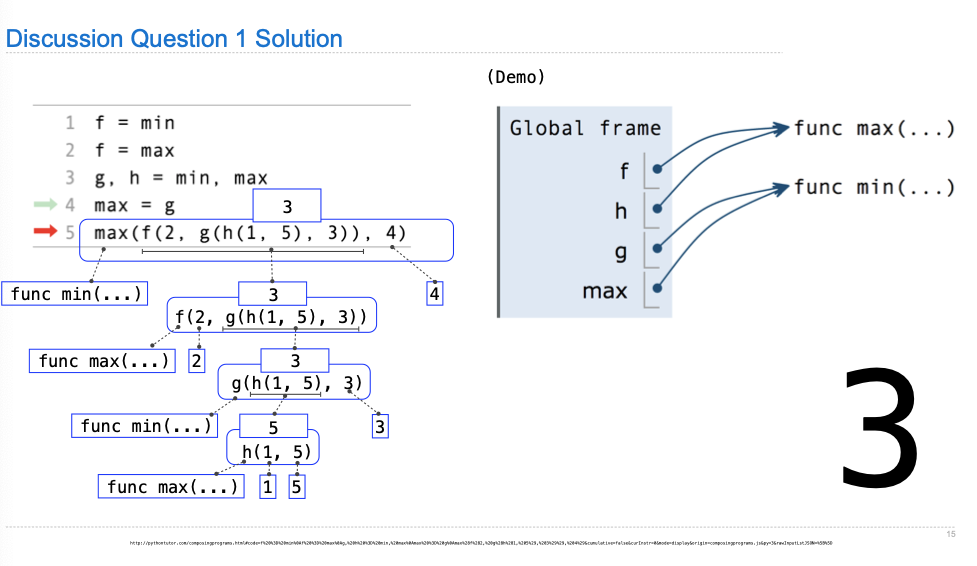 Discussion Question 1 Solution
(Demo)
1 f = min
2 f = max
3 g, h = min, max
4 max = g
3
5 max(f(2, g(h(1, 5), 3)), 4)
func min(...)
3
4
f(2, g(h(1, 5), 3))
func max(...)
2
3
g(h(1, 5), 3)
func min(...)
5
3
h(1, 5)
func max(...)
1
5
Global frame
f
h
g
max
func max(...)
func min(...)
3
15